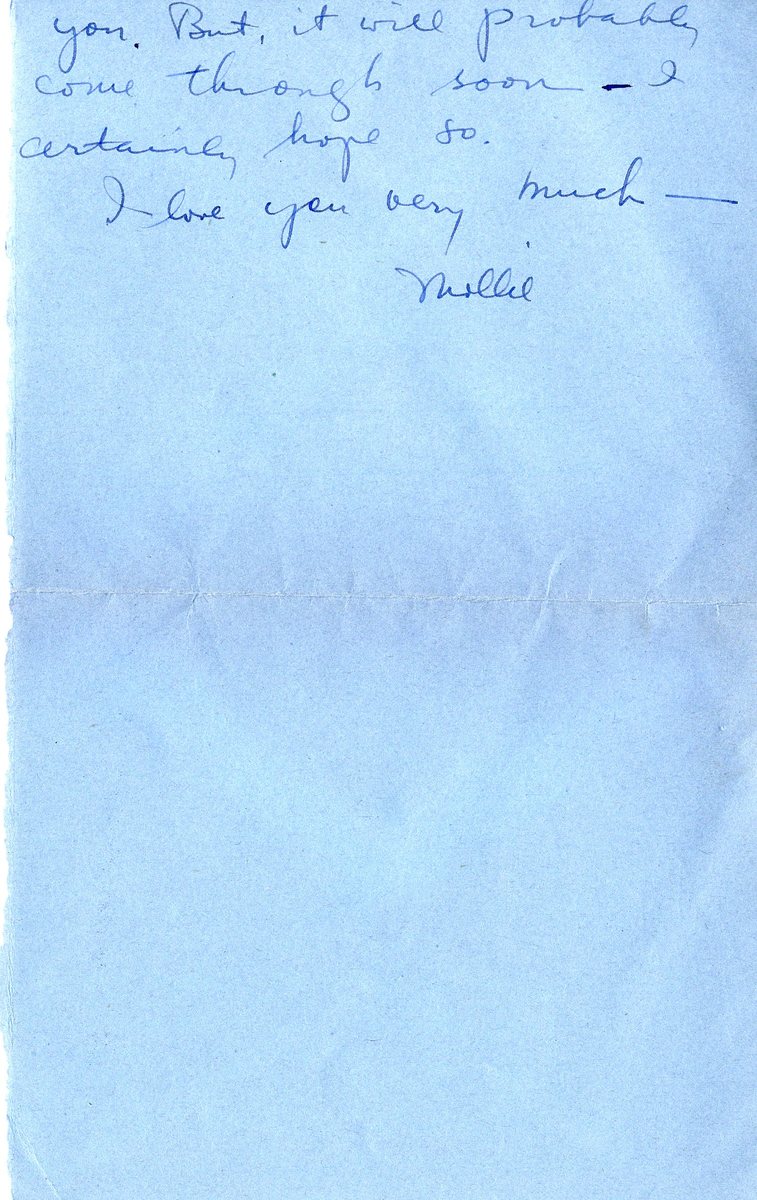 you. But, it will probably
come through soon - I
certainly hope so.
I love you very much —
Mollie